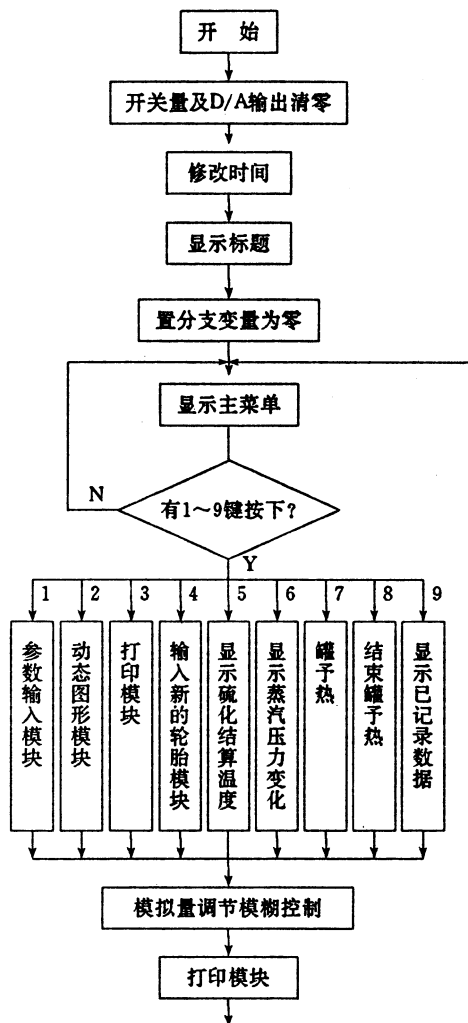 开 始
开关量及D/A输出清零
修改时间
显示标题
置分支变量为零
显示主菜单
N
有1～9键按下?
Y
1 2 3 4 5 6 7 8 9
参数输入模块
动态图形模块
打印模块
输入新的轮胎模块
显示硫化结算温度
显示蒸汽压力变化
罐予热
结束罐予热
显示已记录数据
模拟量调节模糊控制
打印模块